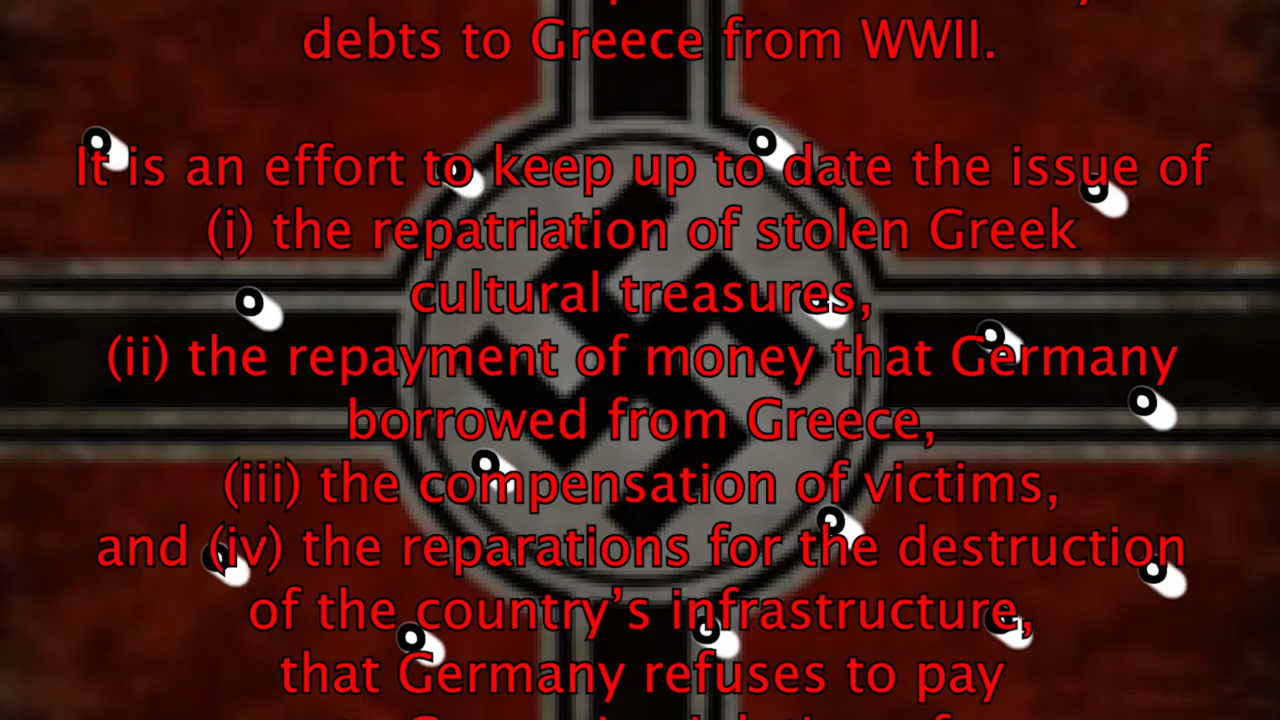 debts to Greece from WWII.
It is an effort to keep up to date the issue of
(i) the repatriation of stolen Greek
cultural treasures,
(ii) the repayment of money that Germany
borrowed from Greece,
(iii) the compensation of victims,
and (iv) the reparations for the destruction
of the country’s infrastructure,
that Germany refuses to pay